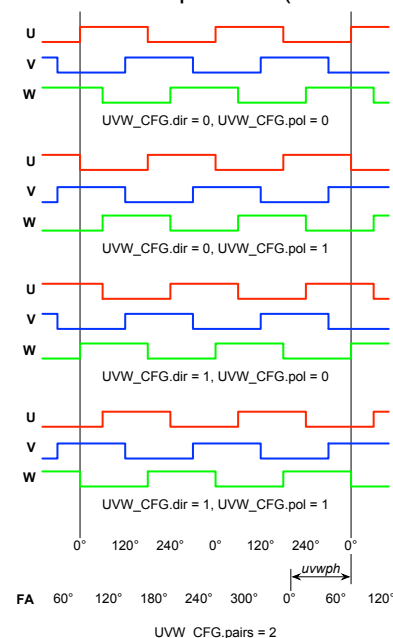 U
V
W
UVW_CFG.dir = 0, UVW_CFG.pol = 0
U
V
W
UVW_CFG.dir = 0, UVW_CFG.pol = 1
U
V
W
UVW_CFG.dir = 1, UVW_CFG.pol = 0
U
V
W
UVW_CFG.dir = 1, UVW_CFG.pol = 1
0° 120° 240° 0° 120° 240° 0°
uvwph
FA 60° 120° 180° 240° 300° 0° 60° 120°
UVW_CFG.pairs = 2